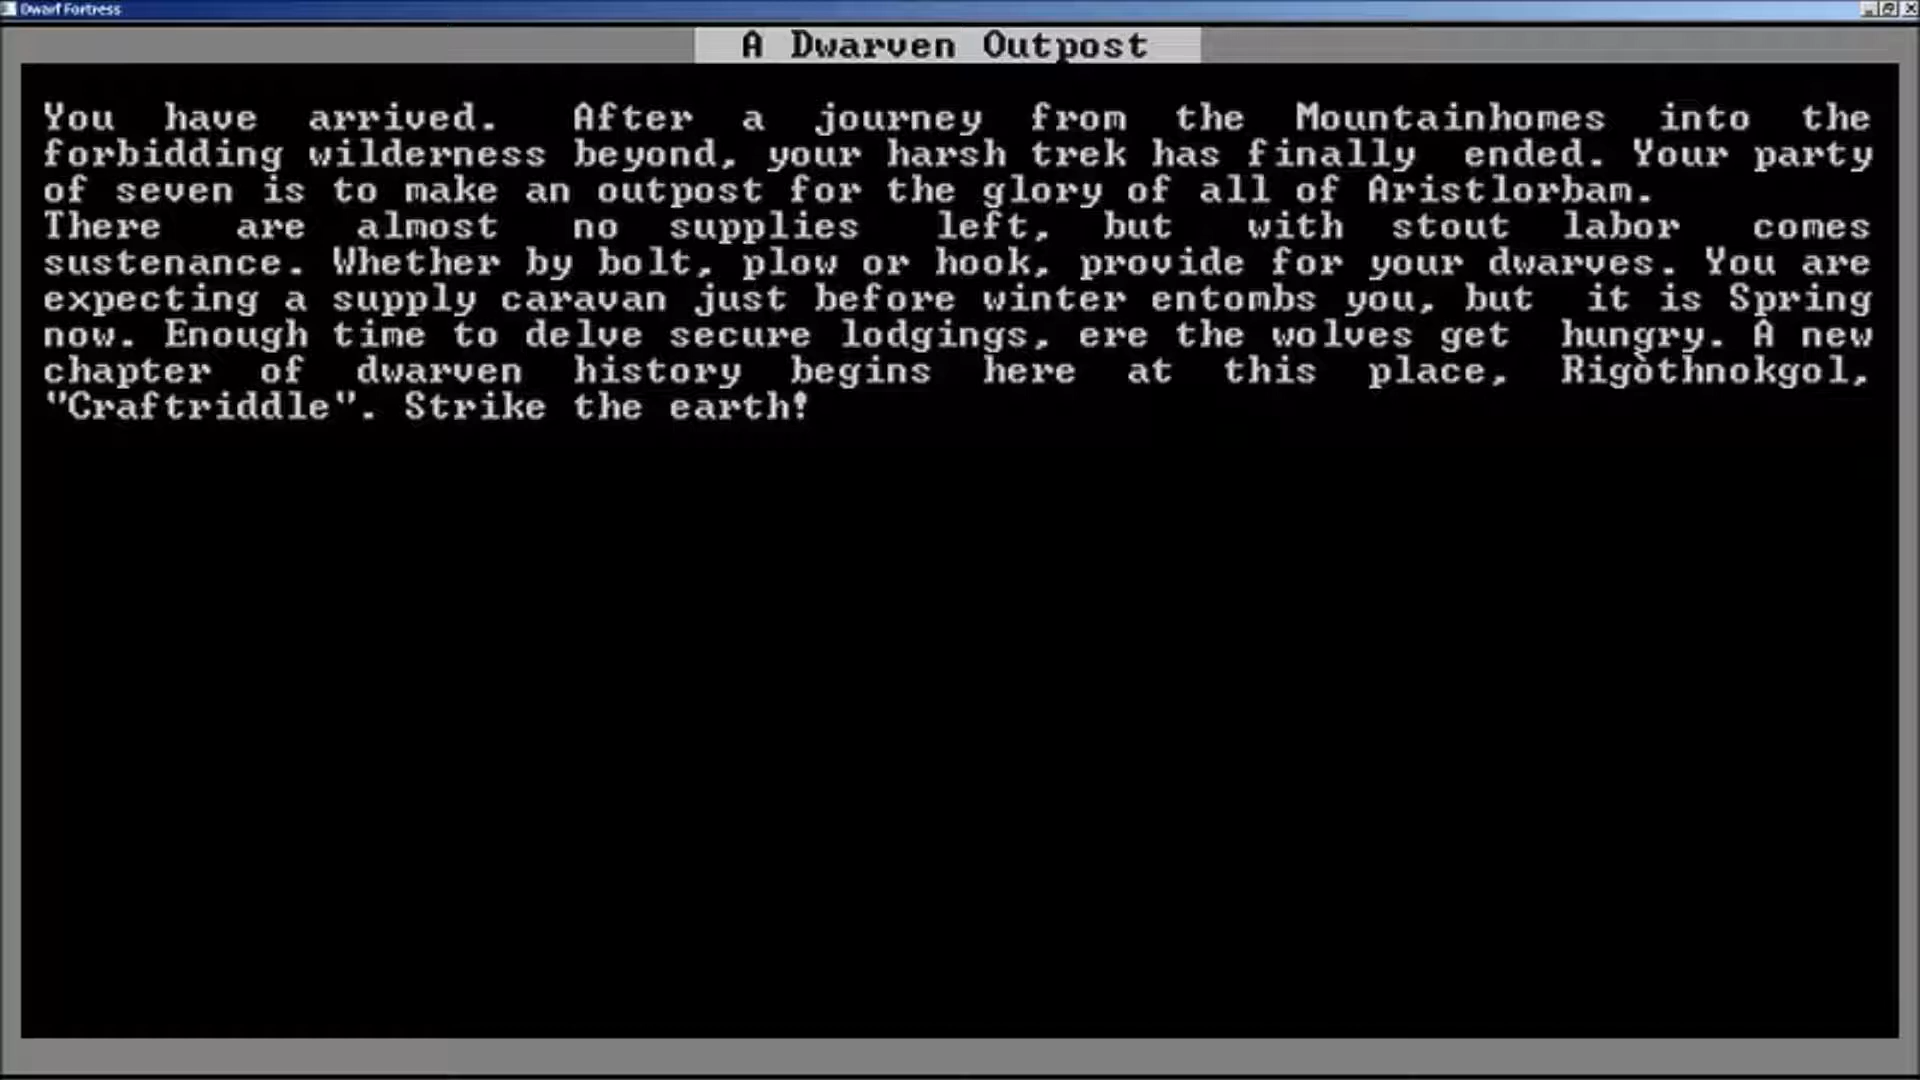 Dwarf Fortress
A Dwarven Outpost
You have arrived. After a journey from the Mountainhomes into the
forbidding wilderness beyond, your harsh trek has finally ended. Your party
of seven is to make an outpost for the glory of all of Aristlorbam.
There are almost no supplies left, but with stout labor comes
sustenance. Whether by bolt, plow or hook, provide for your dwarves. You are
expecting a supply caravan just before winter entombs you, but it is Spring
now. Enough time to delve secure lodgings, ere the wolves get hungry. A new
chapter of dwarven history begins here at this place, Rigòthnokgol,
"Craftriddle". Strike the earth!